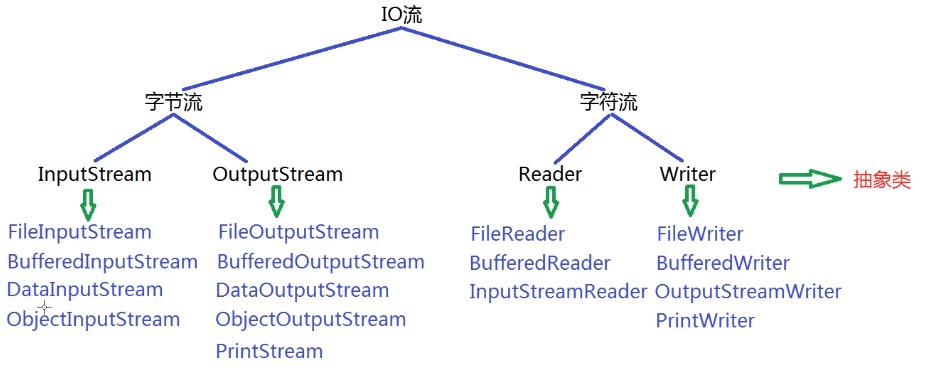 IO流
字节流
字符流
InputStream
OutputStream
Reader
Writer
抽象类
FileInputStream
BufferedInputStream
DataInputStream
ObjectInputStream
FileOutputStream
BufferedOutputStream
DataOutputStream
ObjectOutputStream
PrintStream
FileReader
BufferedReader
InputStreamReader
FileWriter
BufferedWriter
OutputStreamWriter
PrintWriter